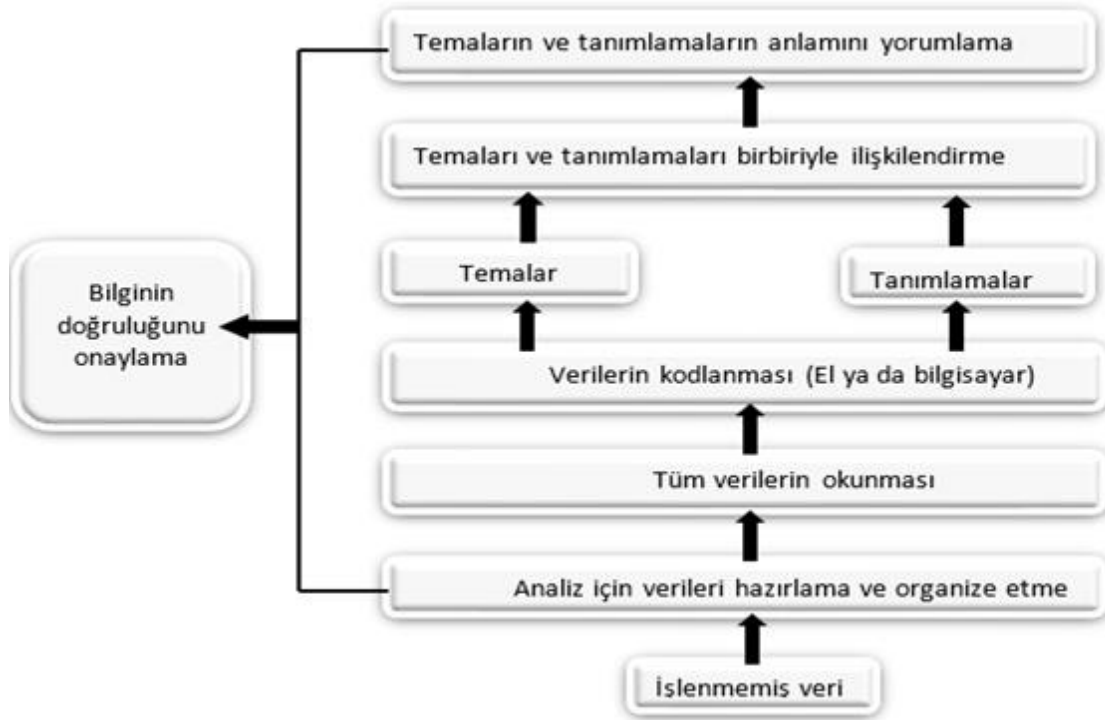 Temaların ve tanımlamaların anlamını yorumlama
Temaları ve tanımlamaları birbiriyle ilişkilendirme
Temalar
Tanımlamalar
Bilginin
doğruluğunu
onaylama
Verilerin kodlanması (El ya da bilgisayar)
Tüm verilerin okunması
Analiz için verileri hazırlama ve organize etme
İşlenmemiş veri